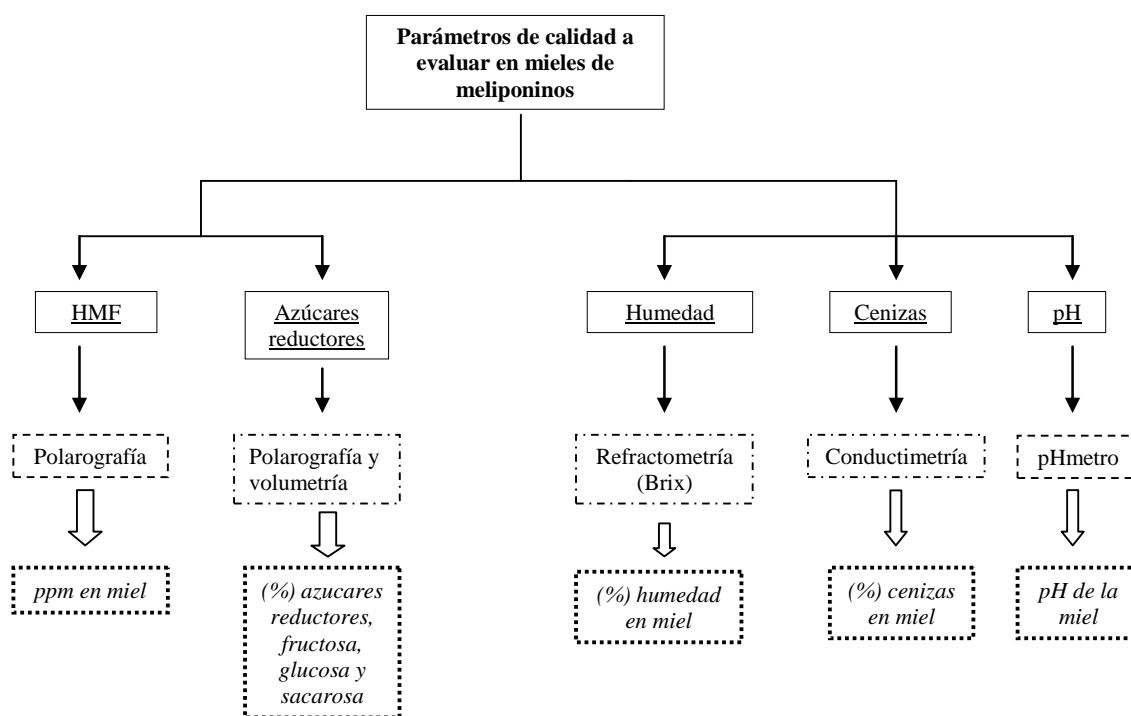 Parámetros de calidad a
evaluar en mieles de
meliponinos
HMF
Azúcares
reductores
Humedad
Cenizas
pH
Polarografía
Polarografía y
volumetría
Refractometría
(Brix)
Conductimetría
pHmetro
ppm en miel
(%) azucares
reductores,
fructosa,
glucosa y
sacarosa
(%) humedad
en miel
(%) cenizas
en miel
pH de la
miel